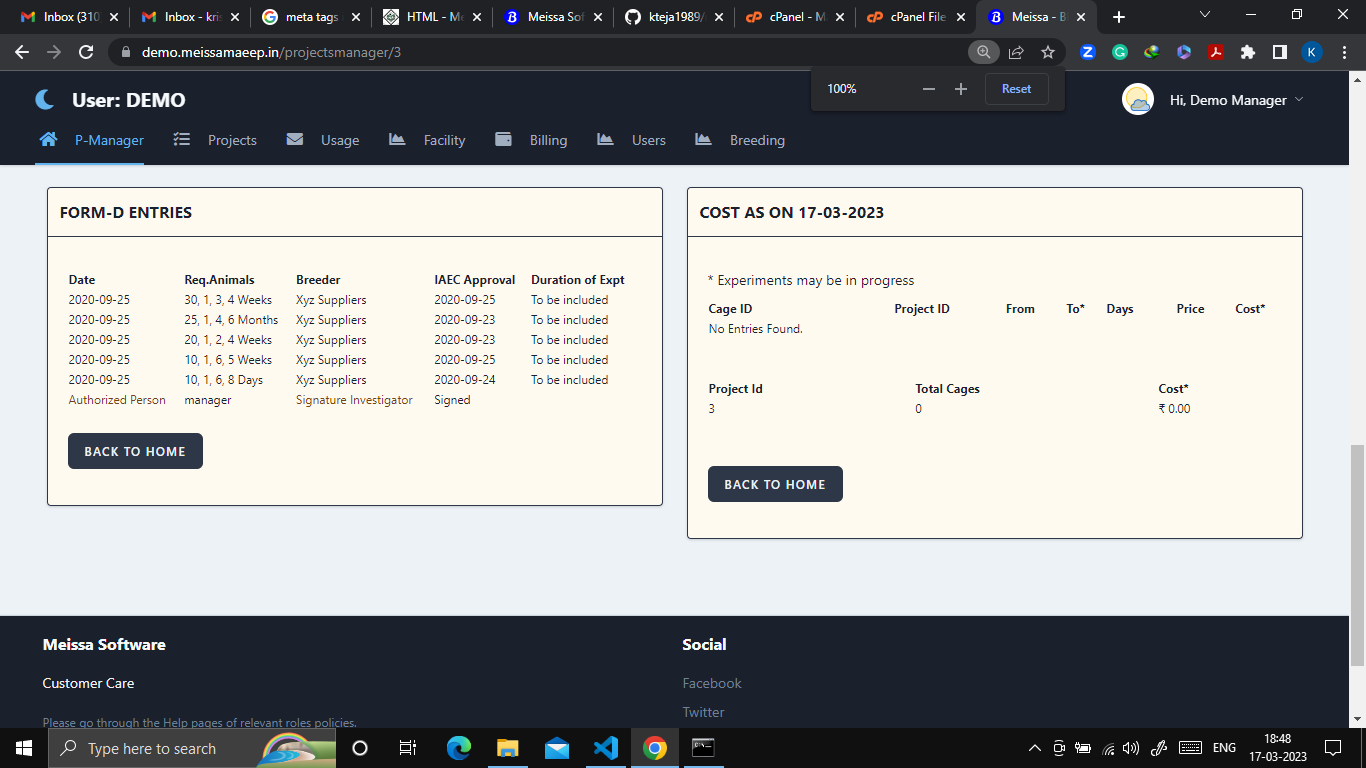 Inbox (310
Inbox - kris
meta tags
HTML - Me
Meissa Sof
kteja1989/
cPanel - M
cPanel File
Meissa - B
demo.meissamaeep.in/projectsmanager/3
100%
Reset
User: DEMO
Hi, Demo Manager
P-Manager
Projects
Usage
Facility
Billing
Users
Breeding
FORM-D ENTRIES
Date Req.Animals Breeder IAEC Approval Duration of Expt
2020-09-25 30, 1, 3, 4 Weeks Xyz Suppliers 2020-09-25 To be included
2020-09-25 25, 1, 4, 6 Months Xyz Suppliers 2020-09-23 To be included
2020-09-25 20, 1, 2, 4 Weeks Xyz Suppliers 2020-09-23 To be included
2020-09-25 10, 1, 6, 5 Weeks Xyz Suppliers 2020-09-25 To be included
2020-09-25 10, 1, 6, 8 Days Xyz Suppliers 2020-09-24 To be included
Authorized Person manager Signature Investigator Signed
BACK TO HOME
COST AS ON 17-03-2023
* Experiments may be in progress
Cage ID Project ID From To* Days Price Cost*
No Entries Found.
Project Id Total Cages Cost*
3 0 ₹ 0.00
BACK TO HOME
Meissa Software
Customer Care
Please go through the Help pages of relevant roles policies.
Social
Facebook
Twitter
Type here to search
ENG
18:48
17-03-2023